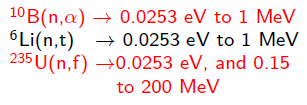 ¹⁰B(n,α) → 0.0253 eV to 1 MeV
⁶Li(n,t) → 0.0253 eV to 1 MeV
²³⁵U(n,f) →0.0253 eV, and 0.15
to 200 MeV